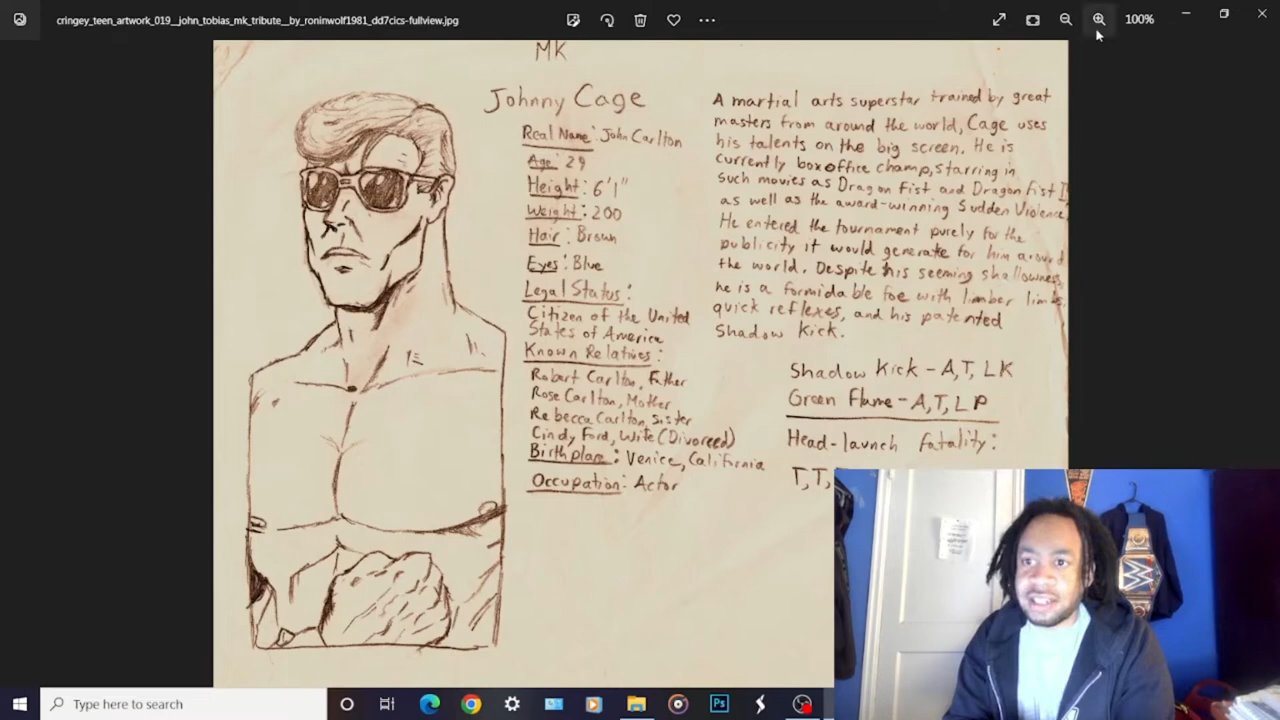 cringey_teen_artwork_019__john_tobias_mk_tribute__by_roninwolf1981_dd7cics-fullview.jpg
100%
MK
Johnny Cage
Real Name: John Carlton
Age: 29
Height: 6'1"
Weight: 200
Hair: Brown
Eyes: Blue
Legal Status:
Citizen of the United
States of America
Known Relatives:
Robert Carlton, Father
Rose Carlton, Mother
Rebecca Carlton, Sister
Cindy Ford, Wife (Divorced)
Birthplace: Venice, California
Occupation: Actor
A martial arts superstar trained by great
masters from around the world, Cage uses
his talents on the big screen. He is
currently box office champ, starring in
such movies as Dragon Fist and Dragon Fist
as well as the award-winning Sudden Violence.
He entered the tournament purely for the
publicity it would generate for him around
the world. Despite his seeming shallowness,
he is a formidable foe with limber limbs
quick reflexes, and his patented
Shadow Kick.
Shadow Kick - A, T, LK
Green Flame - A, T, LP
Head-launch Fatality:
T, T,
W
Type here to search
Ps